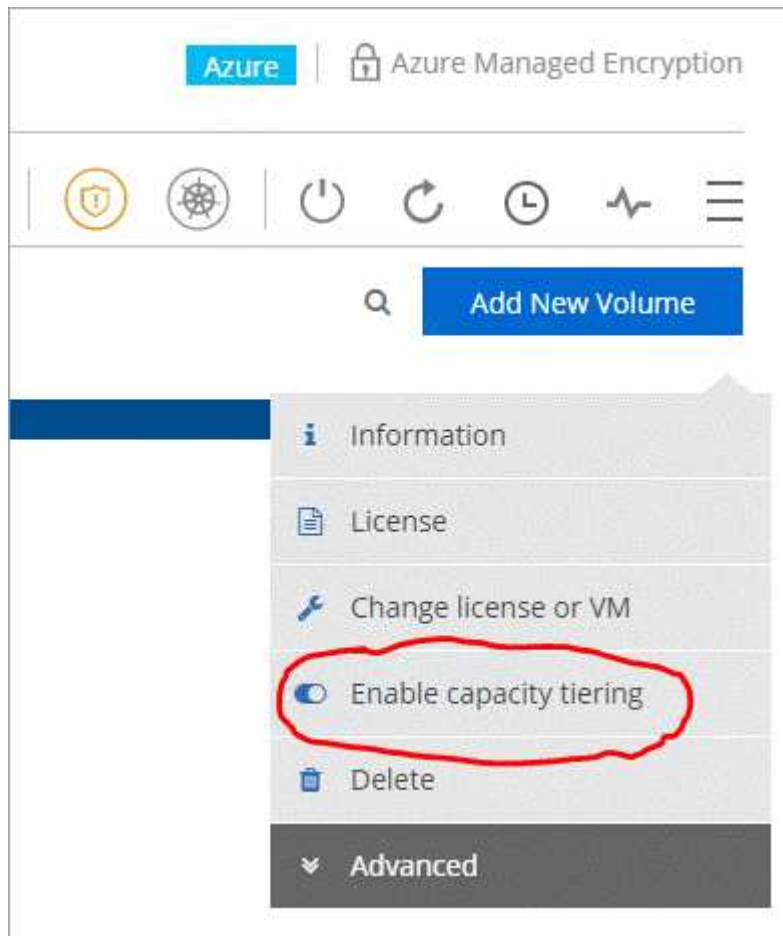 Azure
Azure Managed Encryption
Add New Volume
Information
License
Change license or VM
Enable capacity tiering
Delete
Advanced